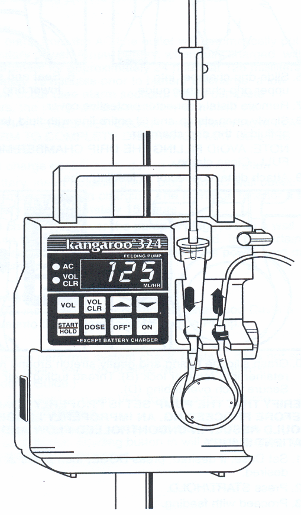 kangaroo® 324
FEEDING PUMP
AC
VOL
CLR
125
ML/HR
VOL
VOL
CLR
START
HOLD
DOSE
OFF*
ON
*EXCEPT BATTERY CHARGER